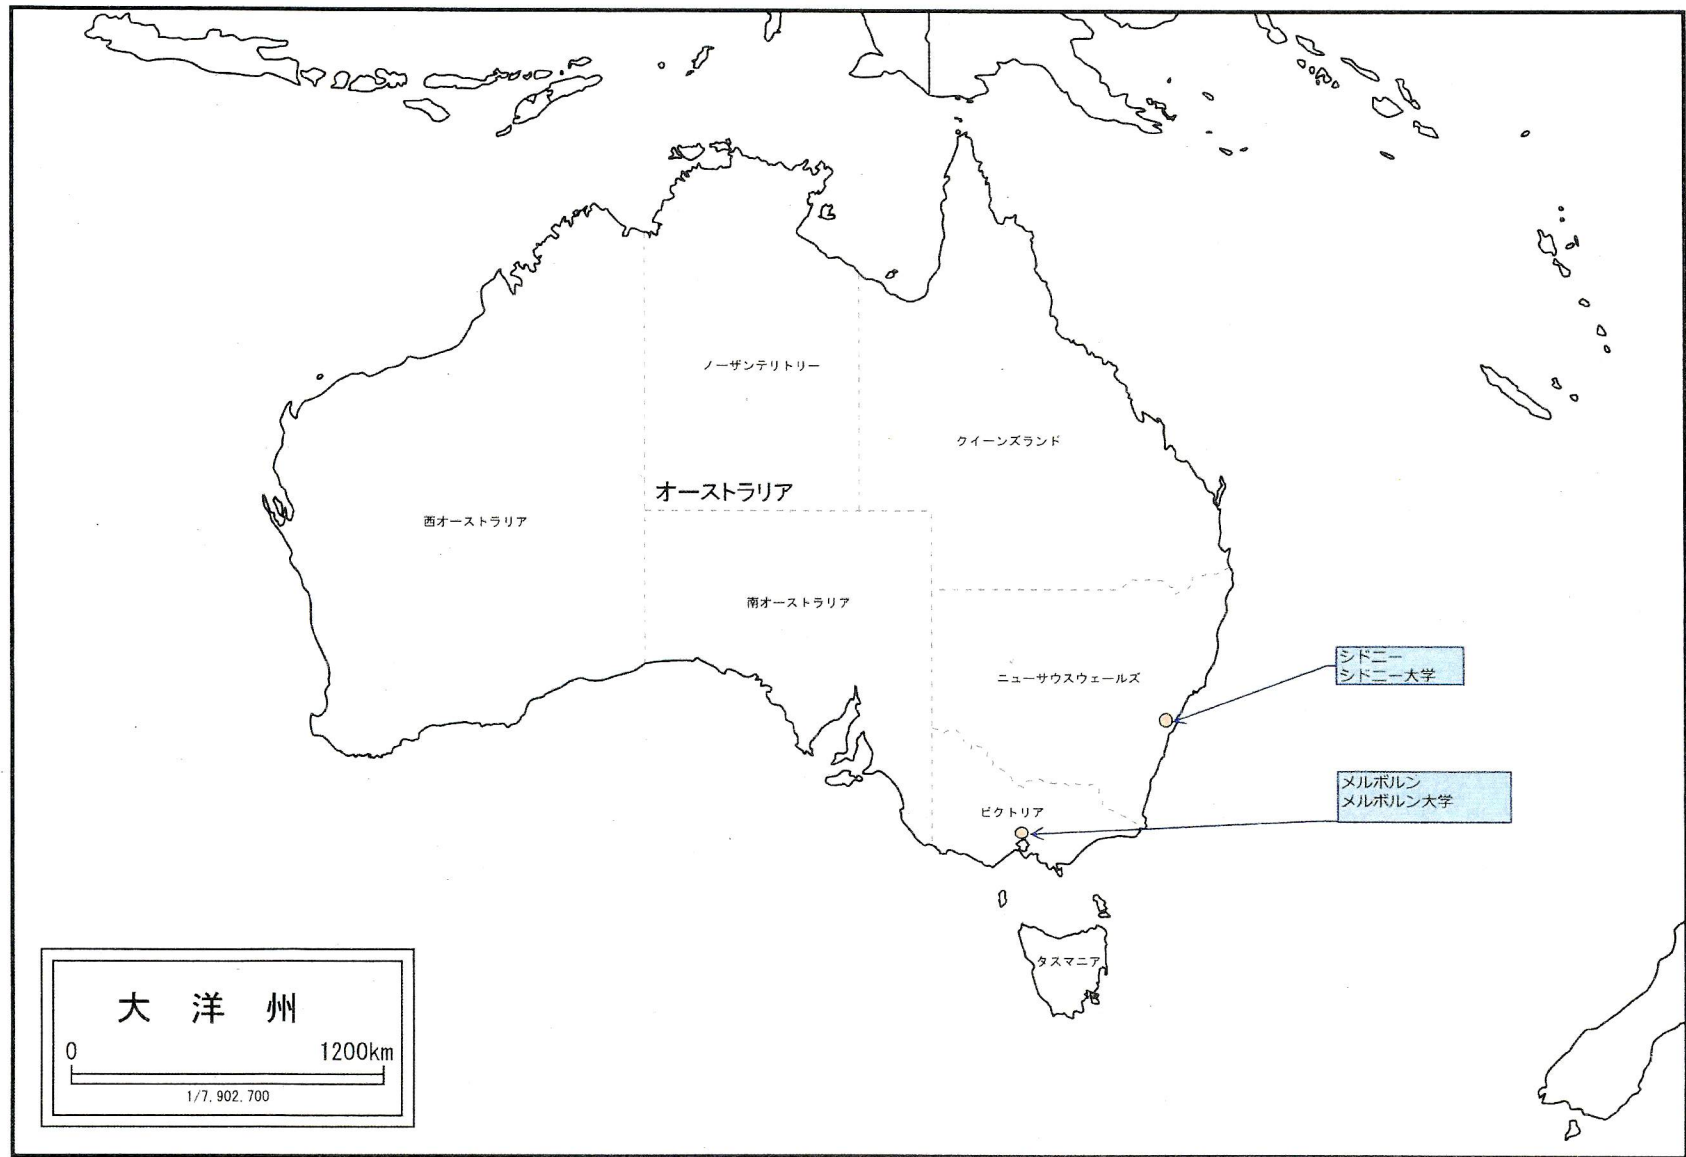 ノーザンテリトリー
クイーンズランド
オーストラリア
西オーストラリア
南オーストラリア
シドニー
シドニー大学
ニューサウスウェールズ
メルボルン
メルボルン大学
ビクトリア
タスマニア
大洋州
0 1200km
1/7,902,700